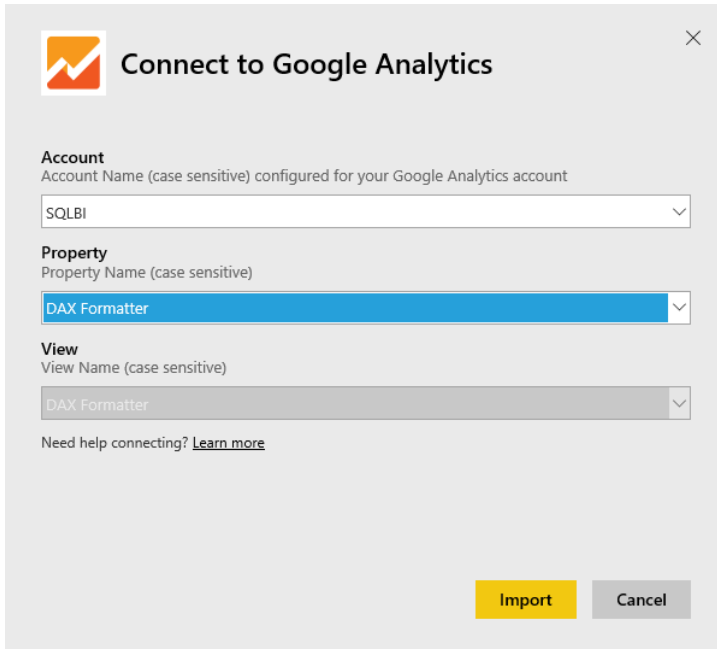 Connect to Google Analytics
Account
Account Name (case sensitive) configured for your Google Analytics account
SQLBI
Property
Property Name (case sensitive)
DAX Formatter
View
View Name (case sensitive)
DAX Formatter
Need help connecting? Learn more
Import Cancel